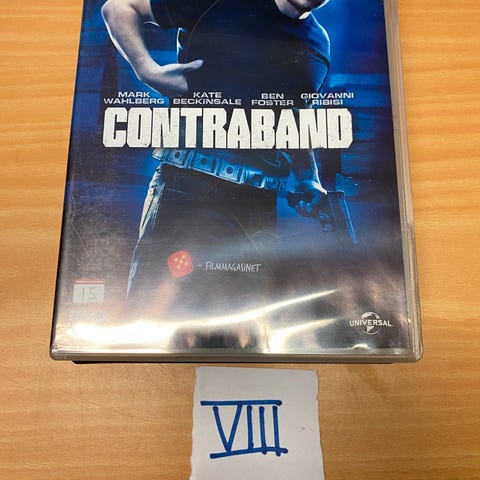 MARK KATE BEN GIOVANNI
WAHLBERG BECKINSALE FOSTER RIBISI
CONTRABAND
- FILMMAGASINET
15
UNIVERSAL
VIII